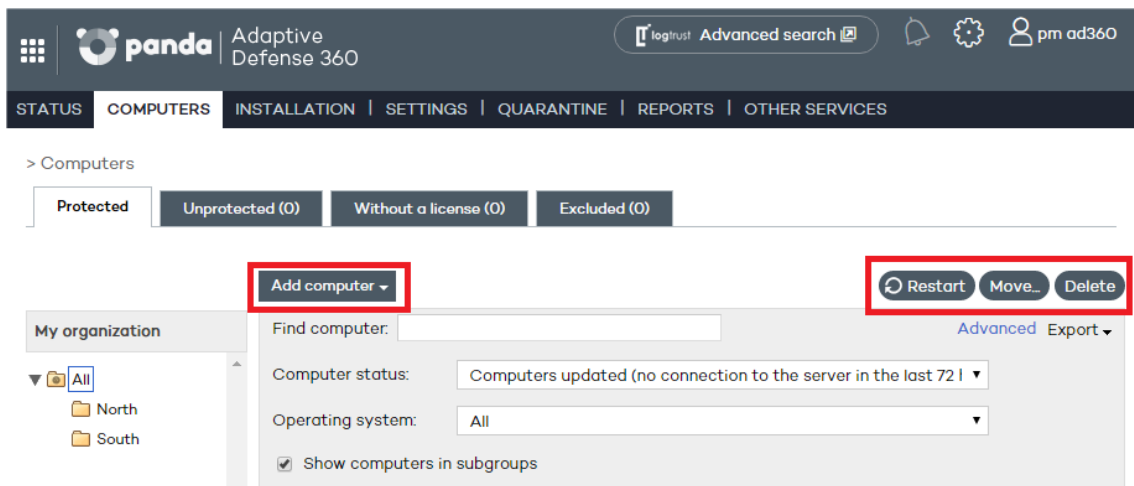 panda Adaptive Defense 360
logtrust Advanced search
pm ad360
STATUS COMPUTERS INSTALLATION | SETTINGS | QUARANTINE | REPORTS | OTHER SERVICES
> Computers
Protected Unprotected (0) Without a license (0) Excluded (0)
Add computer Restart Move... Delete
My organization
Find computer: Advanced Export
All
Computer status: Computers updated (no connection to the server in the last 72 l
North
Operating system: All
South
Show computers in subgroups